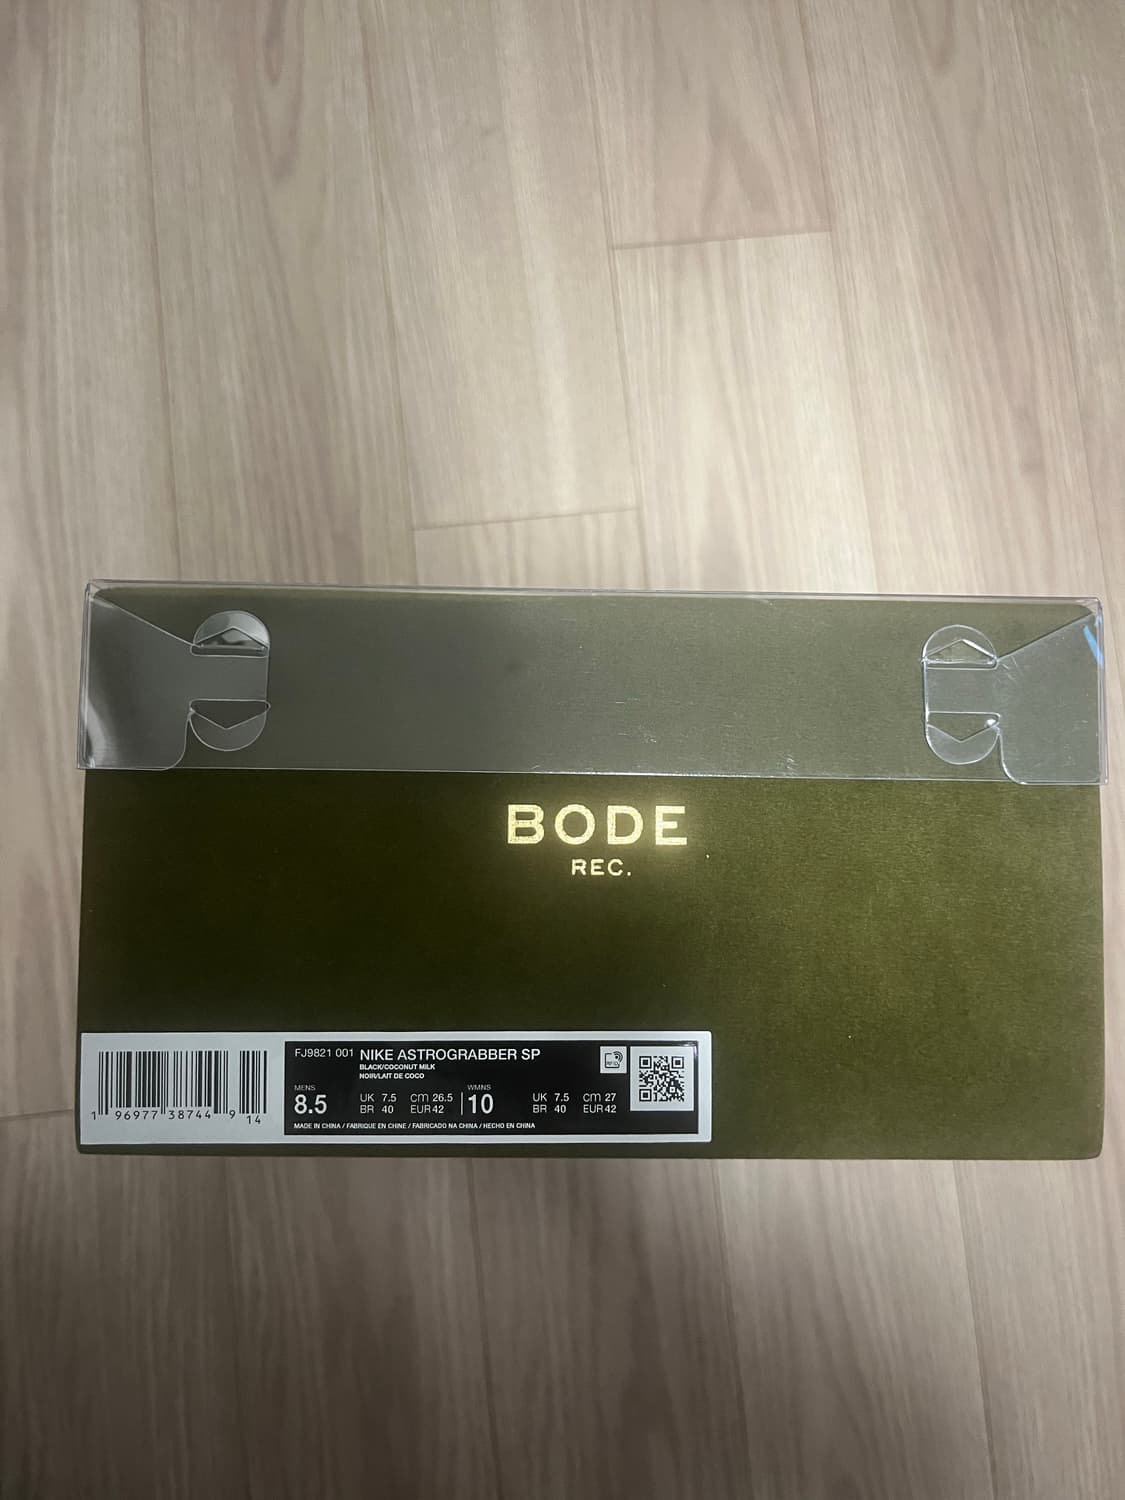 BODE
REC.
FJ9821 001 NIKE ASTROGRABBER SP
BLACK/COCONUT MILK
NOIR/LAIT DE COCO
MENS
8.5
UK 7.5 cm 26.5
BR 40 EUR 42
WMNS
10
UK 7.5 cm 27
BR 40 EUR 42
MADE IN CHINA / FABRIQUE EN CHINE / FABRICADO NA CHINA / HECHO EN CHINA
1 96977 38744 9 14